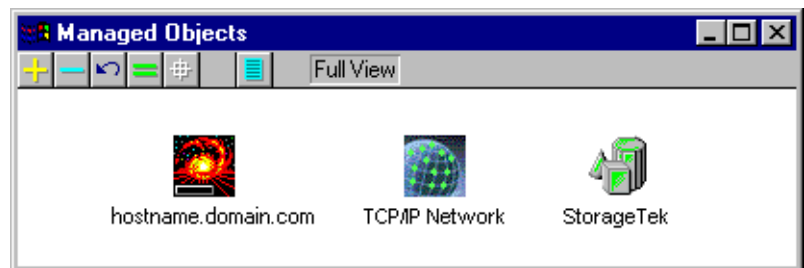 Managed Objects
Full View
hostname.domain.com TCP/IP Network StorageTek